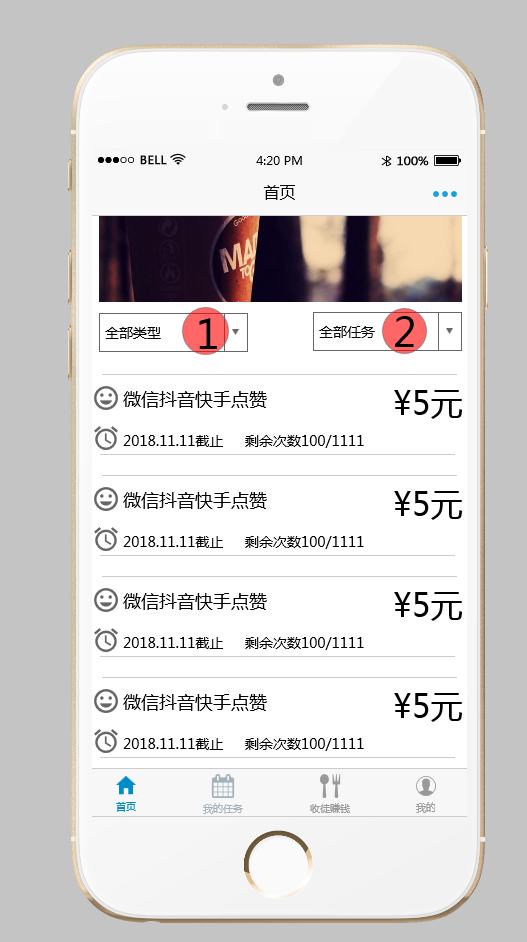 BELL 4:20 PM 100%
首页
MA
全部类型 1 全部任务 2
微信抖音快手点赞 ¥5元
2018.11.11截止 剩余次数100/1111
微信抖音快手点赞 ¥5元
2018.11.11截止 剩余次数100/1111
微信抖音快手点赞 ¥5元
2018.11.11截止 剩余次数100/1111
微信抖音快手点赞 ¥5元
2018.11.11截止 剩余次数100/1111
首页 我的任务 收徒赚钱 我的